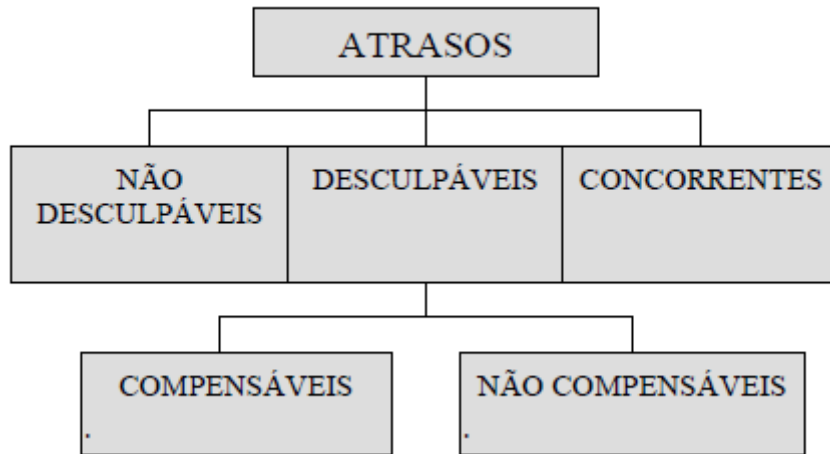 ATRASOS
NÃO
DESCULPÁVEIS
DESCULPÁVEIS
CONCORRENTES
COMPENSÁVEIS
.
NÃO COMPENSÁVEIS
.